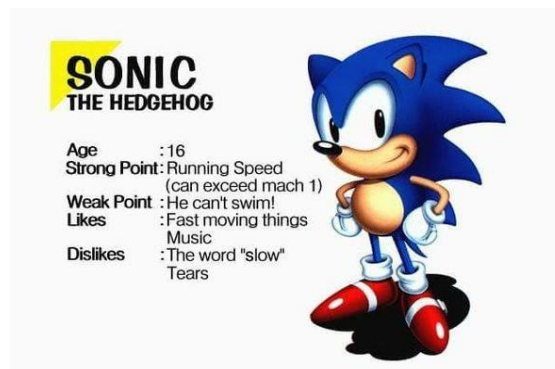 SONIC
THE HEDGEHOG
Age :16
Strong Point:Running Speed
(can exceed mach 1)
Weak Point :He can't swim!
Likes :Fast moving things
Music
Dislikes :The word "slow"
Tears